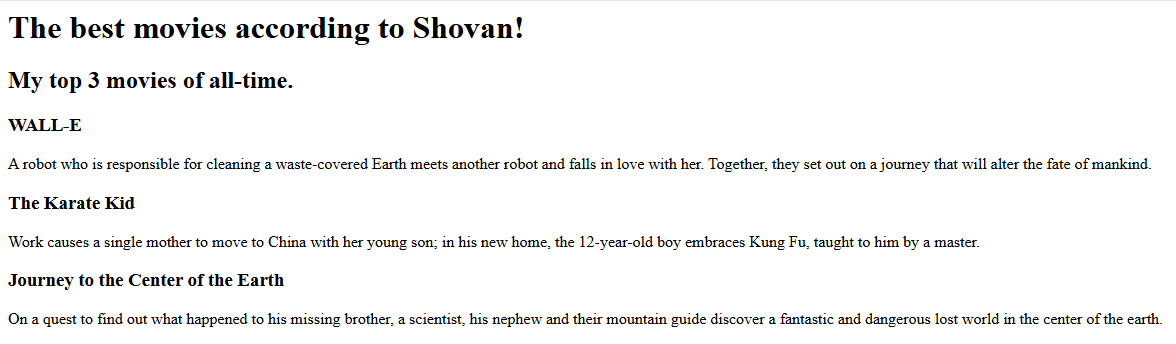 The best movies according to Shovan!
My top 3 movies of all-time.
WALL-E
A robot who is responsible for cleaning a waste-covered Earth meets another robot and falls in love with her. Together, they set out on a journey that will alter the fate of mankind.
The Karate Kid
Work causes a single mother to move to China with her young son; in his new home, the 12-year-old boy embraces Kung Fu, taught to him by a master.
Journey to the Center of the Earth
On a quest to find out what happened to his missing brother, a scientist, his nephew and their mountain guide discover a fantastic and dangerous lost world in the center of the earth.